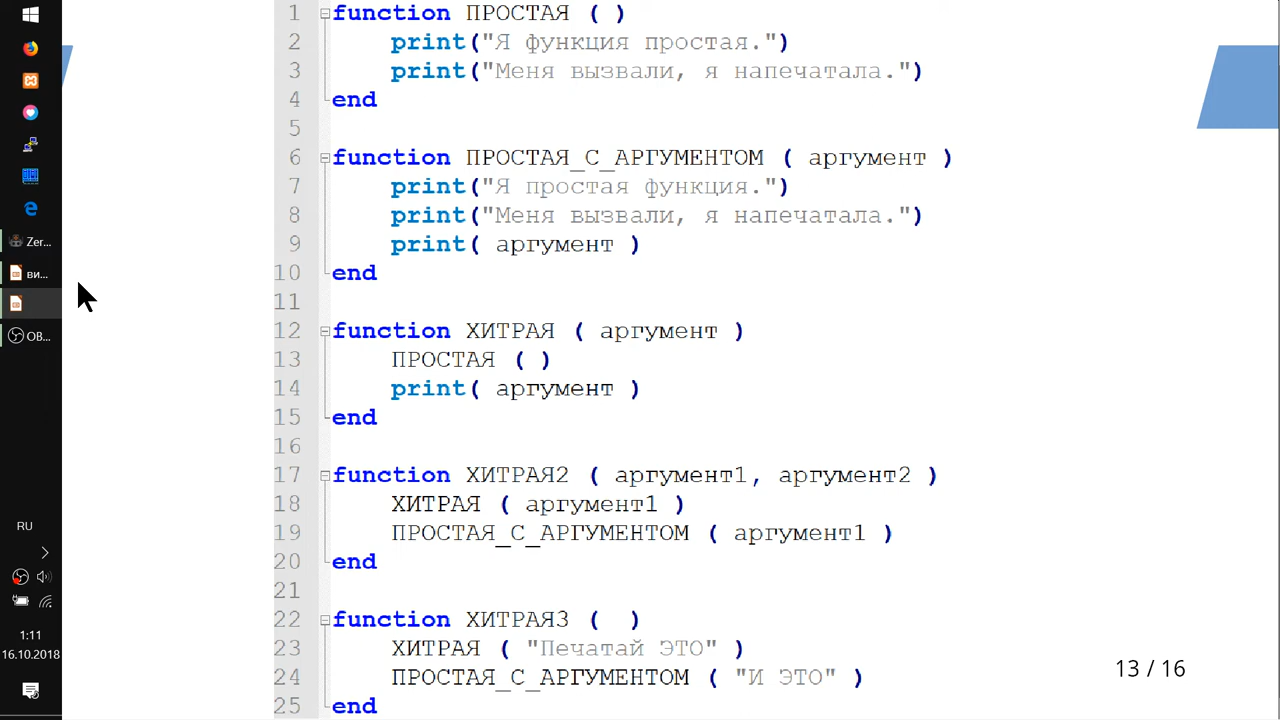 1 function ПРОСТАЯ ( )
2 print("Я функция простая.")
3 print("Меня вызвали, я напечатала.")
4 end
5
6 function ПРОСТАЯ_С_АРГУМЕНТОМ ( аргумент )
7 print("Я простая функция.")
8 print("Меня вызвали, я напечатала.")
9 print( аргумент )
10 end
11
12 function ХИТРАЯ ( аргумент )
13 ПРОСТАЯ ( )
14 print( аргумент )
15 end
16
17 function ХИТРАЯ2 ( аргумент1, аргумент2 )
18 ХИТРАЯ ( аргумент1 )
19 ПРОСТАЯ_С_АРГУМЕНТОМ ( аргумент1 )
20 end
21
22 function ХИТРАЯ3 ( )
23 ХИТРАЯ ( "Печатай ЭТО" )
24 ПРОСТАЯ_С_АРГУМЕНТОМ ( "И ЭТО" )
25 end
13 / 16
Zer...
ви...
OB...
RU
1:11
16.10.2018